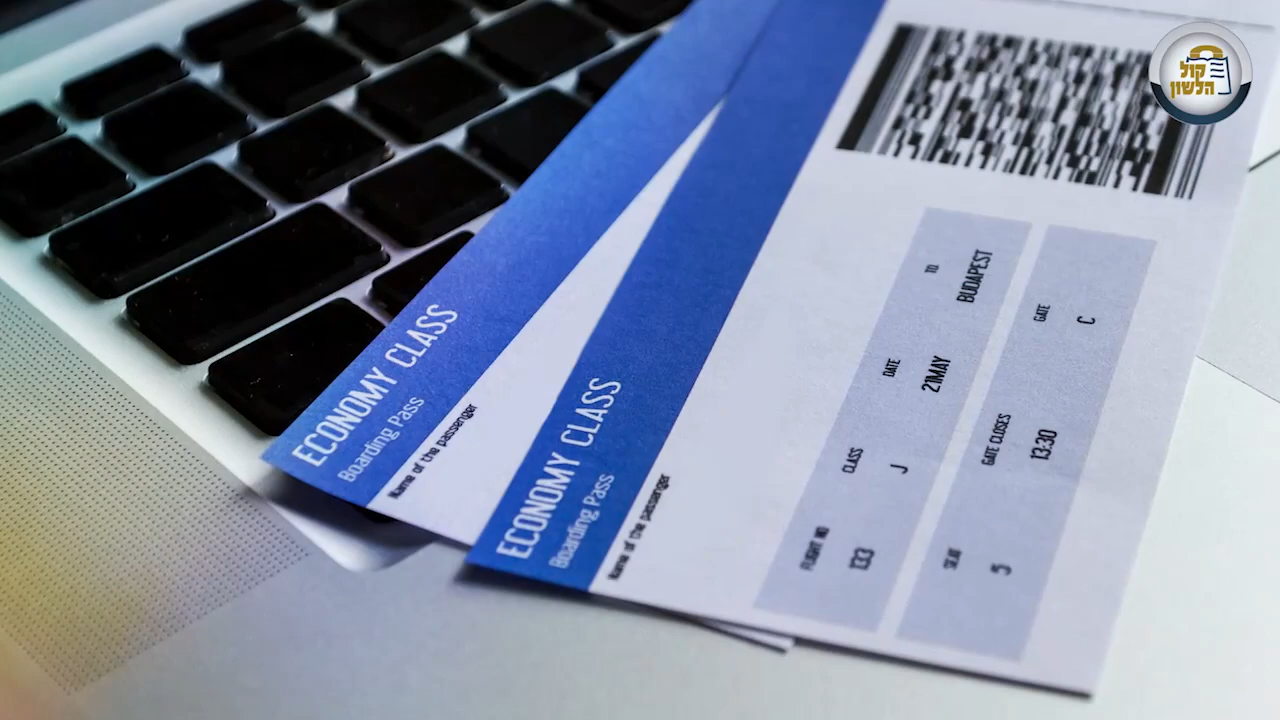 קול
הלשון
ECONOMY CLASS
Boarding Pass
Name of the passenger
ECONOMY CLASS
Boarding Pass
Name of the passenger
FLIGHT NO
133
CLASS
J
DATE
21MAY
TO
BUDAPEST
SEAT
5
GATE CLOSES
13:30
GATE
C